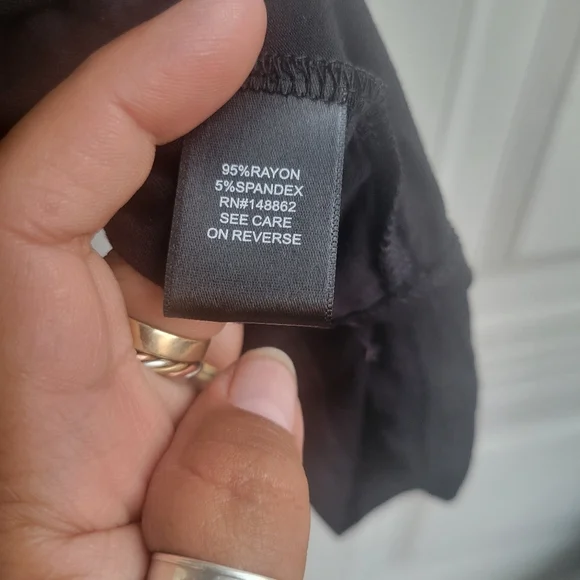 95%RAYON
5%SPANDEX
RN#148862
SEE CARE
ON REVERSE